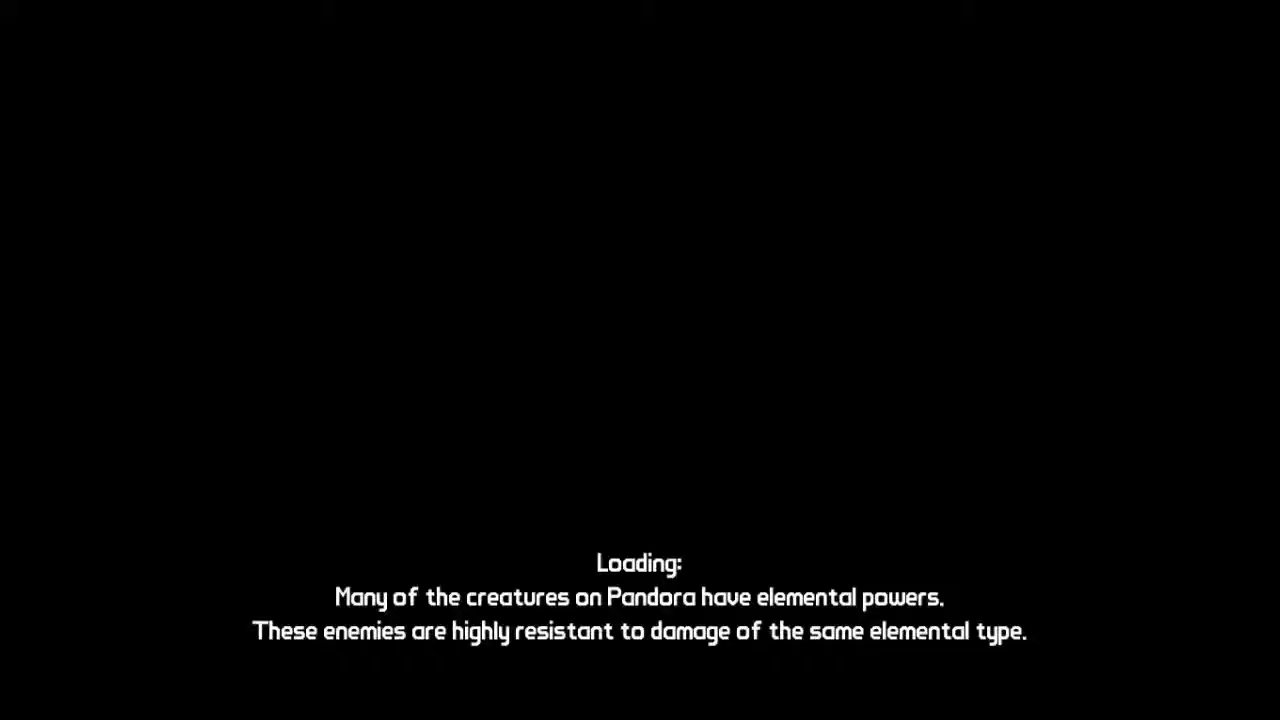 Loading:
Many of the creatures on Pandora have elemental powers.
These enemies are highly resistant to damage of the same elemental type.